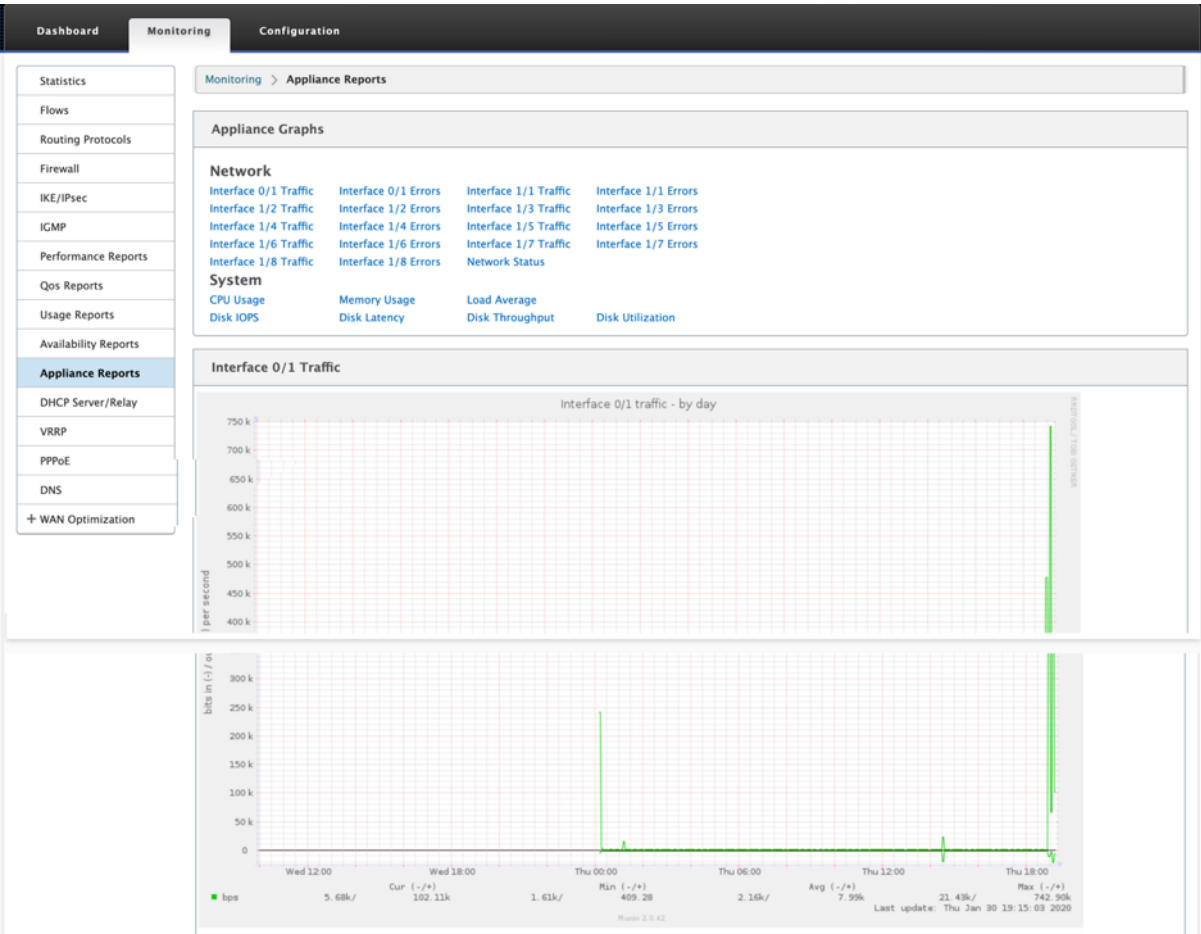 Dashboard Monitoring Configuration
Statistics
Flows
Routing Protocols
Firewall
IKE/IPsec
IGMP
Performance Reports
Qos Reports
Usage Reports
Availability Reports
Appliance Reports
DHCP Server/Relay
VRRP
PPPoE
DNS
+ WAN Optimization
Monitoring > Appliance Reports
Appliance Graphs
Network
Interface 0/1 Traffic Interface 0/1 Errors Interface 1/1 Traffic Interface 1/1 Errors
Interface 1/2 Traffic Interface 1/2 Errors Interface 1/3 Traffic Interface 1/3 Errors
Interface 1/4 Traffic Interface 1/4 Errors Interface 1/5 Traffic Interface 1/5 Errors
Interface 1/6 Traffic Interface 1/6 Errors Interface 1/7 Traffic Interface 1/7 Errors
Interface 1/8 Traffic Interface 1/8 Errors Network Status
System
CPU Usage Memory Usage Load Average
Disk IOPS Disk Latency Disk Throughput Disk Utilization
Interface 0/1 Traffic
Interface 0/1 traffic - by day
RRDTOOL / TOBI OETIKER
750 k
700 k
650 k
600 k
550 k
500 k
450 k
400 k
) per second
bits in (-) / ou
300 k
250 k
200 k
150 k
100 k
50 k
0
Wed 12:00 Wed 18:00 Thu 00:00 Thu 06:00 Thu 12:00 Thu 18:00
Cur (-/+) Min (-/+) Avg (-/+) Max (-/+)
bps 5.68k/ 102.11k 1.61k/ 409.28 2.16k/ 7.99k 21.43k/ 742.90k
Last update: Thu Jan 30 19:15:03 2020
Munin 2.0.42